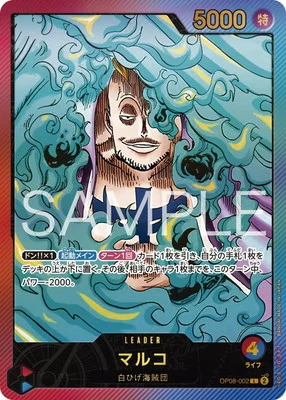 5000 特
SAMPLE
ドン!!×1 起動メイン ターン1回 カード1枚を引き、自分の手札1枚を
デッキの上か下に置く。その後、相手のキャラ1枚までを、このターン中、
パワー-2000。
LEADER
マルコ
白ひげ海賊団
4
ライフ
OP08-002 L 2